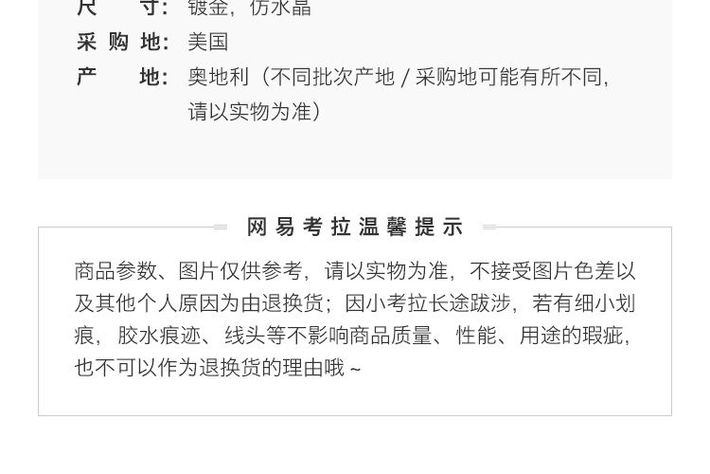 尺 寸： 镀金，仿水晶
采 购 地： 美国
产 地： 奥地利（不同批次产地 / 采购地可能有所不同，
请以实物为准）
网易考拉温馨提示
商品参数、图片仅供参考，请以实物为准，不接受图片色差以
及其他个人原因为由退换货；因小考拉长途跋涉，若有细小划
痕，胶水痕迹、线头等不影响商品质量、性能、用途的瑕疵，
也不可以作为退换货的理由哦 ~